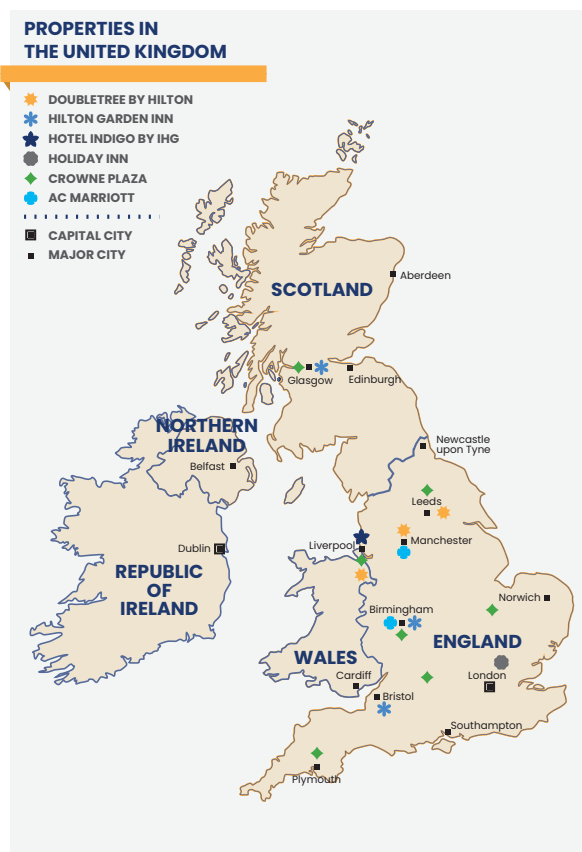 PROPERTIES IN
THE UNITED KINGDOM
DOUBLETREE BY HILTON
HILTON GARDEN INN
HOTEL INDIGO BY IHG
HOLIDAY INN
CROWNE PLAZA
AC MARRIOTT
CAPITAL CITY
MAJOR CITY
Aberdeen
SCOTLAND
Glasgow
Edinburgh
NORTHERN
IRELAND
Newcastle
upon Tyne
Belfast
Leeds
Manchester
Liverpool
Dublin
REPUBLIC
OF
IRELAND
Norwich
Birmingham
ENGLAND
WALES
Cardiff
London
Bristol
Southampton
Plymouth